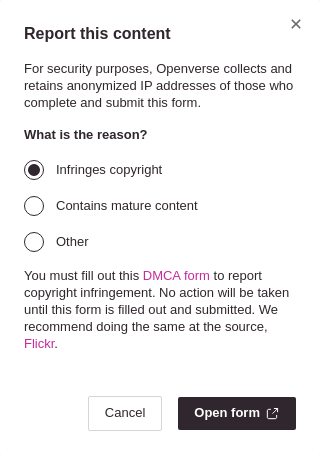 Report this content
For security purposes, Openverse collects and
retains anonymized IP addresses of those who
complete and submit this form.
What is the reason?
Infringes copyright
Contains mature content
Other
You must fill out this DMCA form to report
copyright infringement. No action will be taken
until this form is filled out and submitted. We
recommend doing the same at the source,
Flickr.
Cancel
Open form